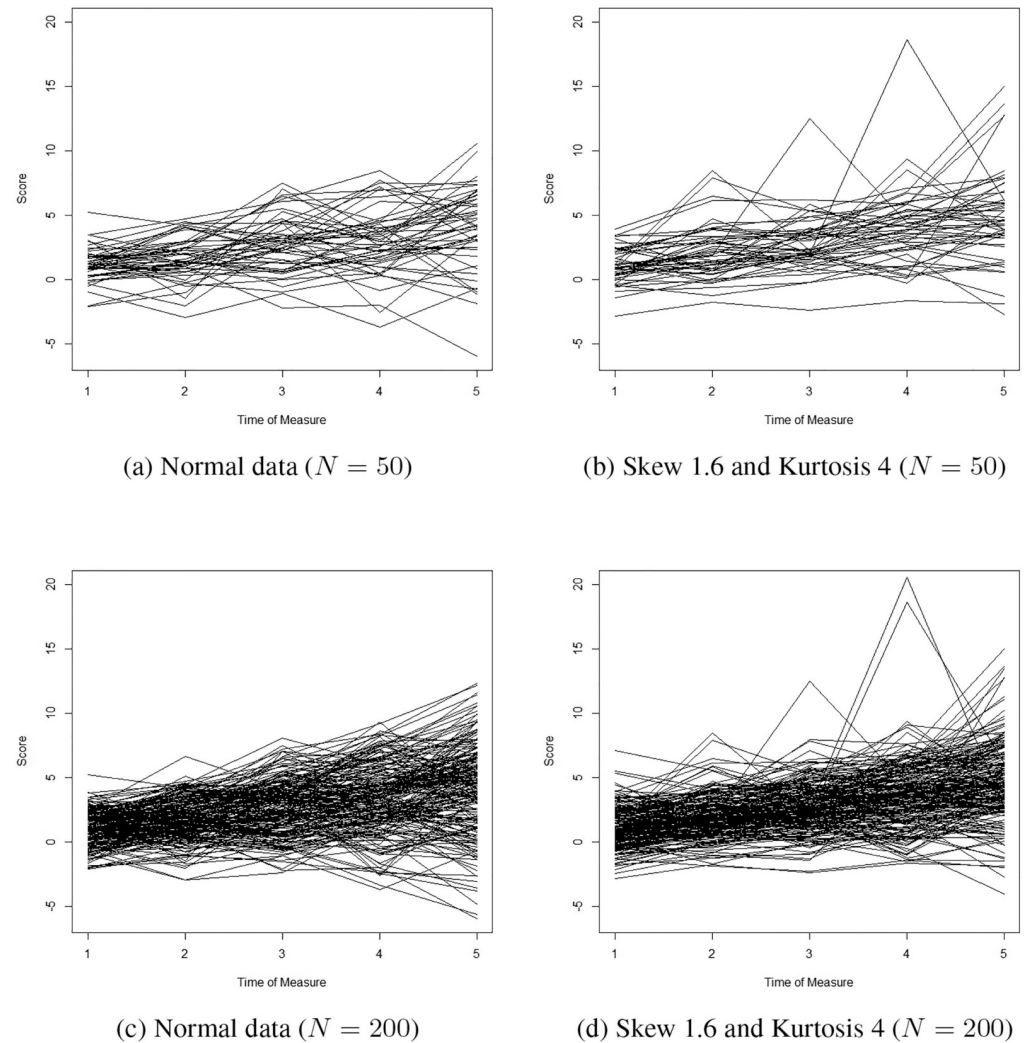 20
15
10
5
0
-5
Score
1 2 3 4 5
Time of Measure
(a) Normal data (N = 50)
20
15
10
5
0
-5
Score
1 2 3 4 5
Time of Measure
(b) Skew 1.6 and Kurtosis 4 (N = 50)
20
15
10
5
0
-5
Score
1 2 3 4 5
Time of Measure
(c) Normal data (N = 200)
20
15
10
5
0
-5
Score
1 2 3 4 5
Time of Measure
(d) Skew 1.6 and Kurtosis 4 (N = 200)